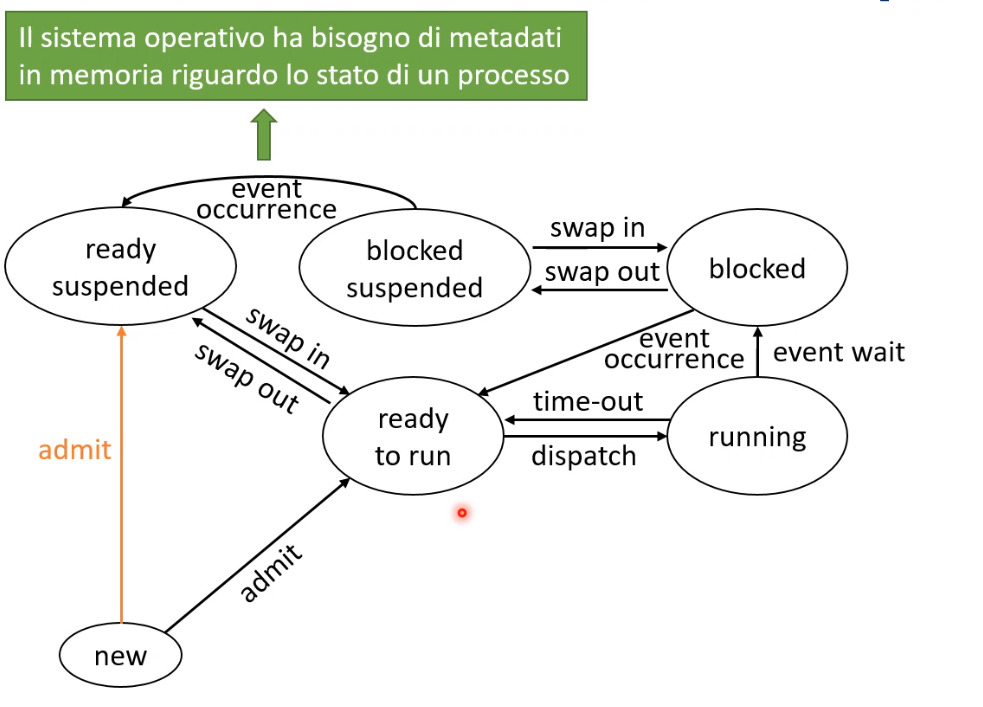 Il sistema operativo ha bisogno di metadati
in memoria riguardo lo stato di un processo
event
occurrence
ready
suspended
blocked
suspended
swap in
swap out
blocked
swap in
swap out
event
occurrence
event wait
ready
to run
time-out
dispatch
running
admit
admit
new